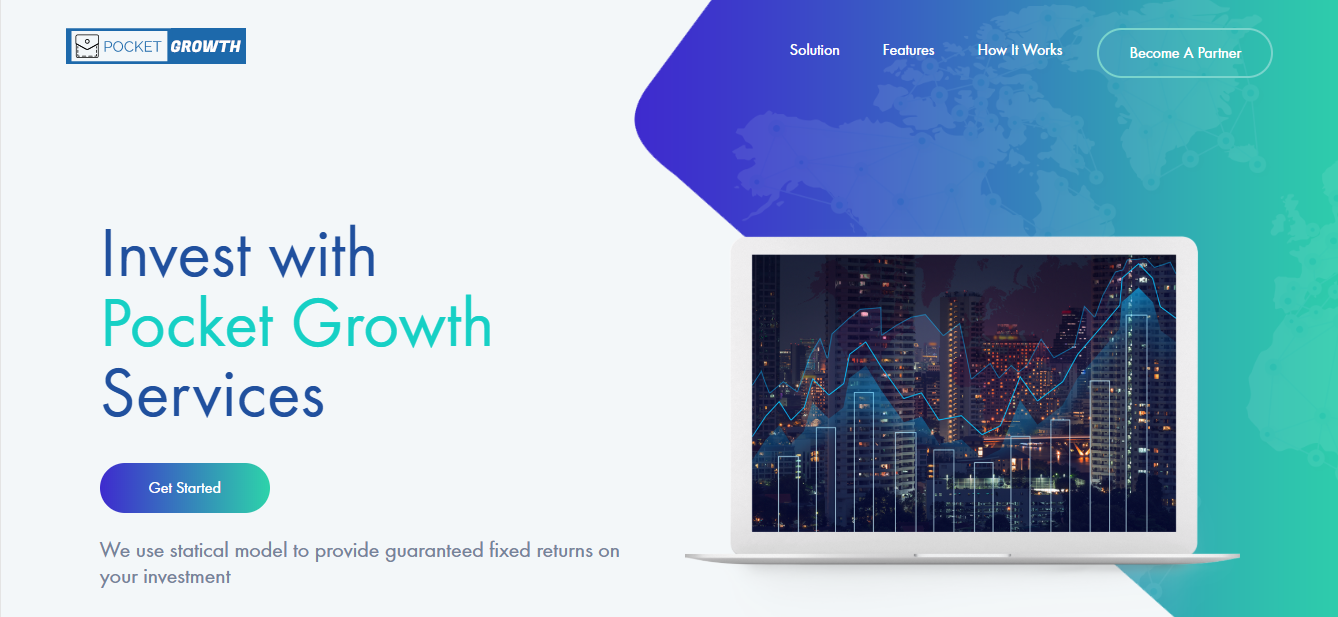 POCKET GROWTH
Solution Features How It Works Become A Partner
Invest with
Pocket Growth
Services
Get Started
We use statical model to provide guaranteed fixed returns on
your investment